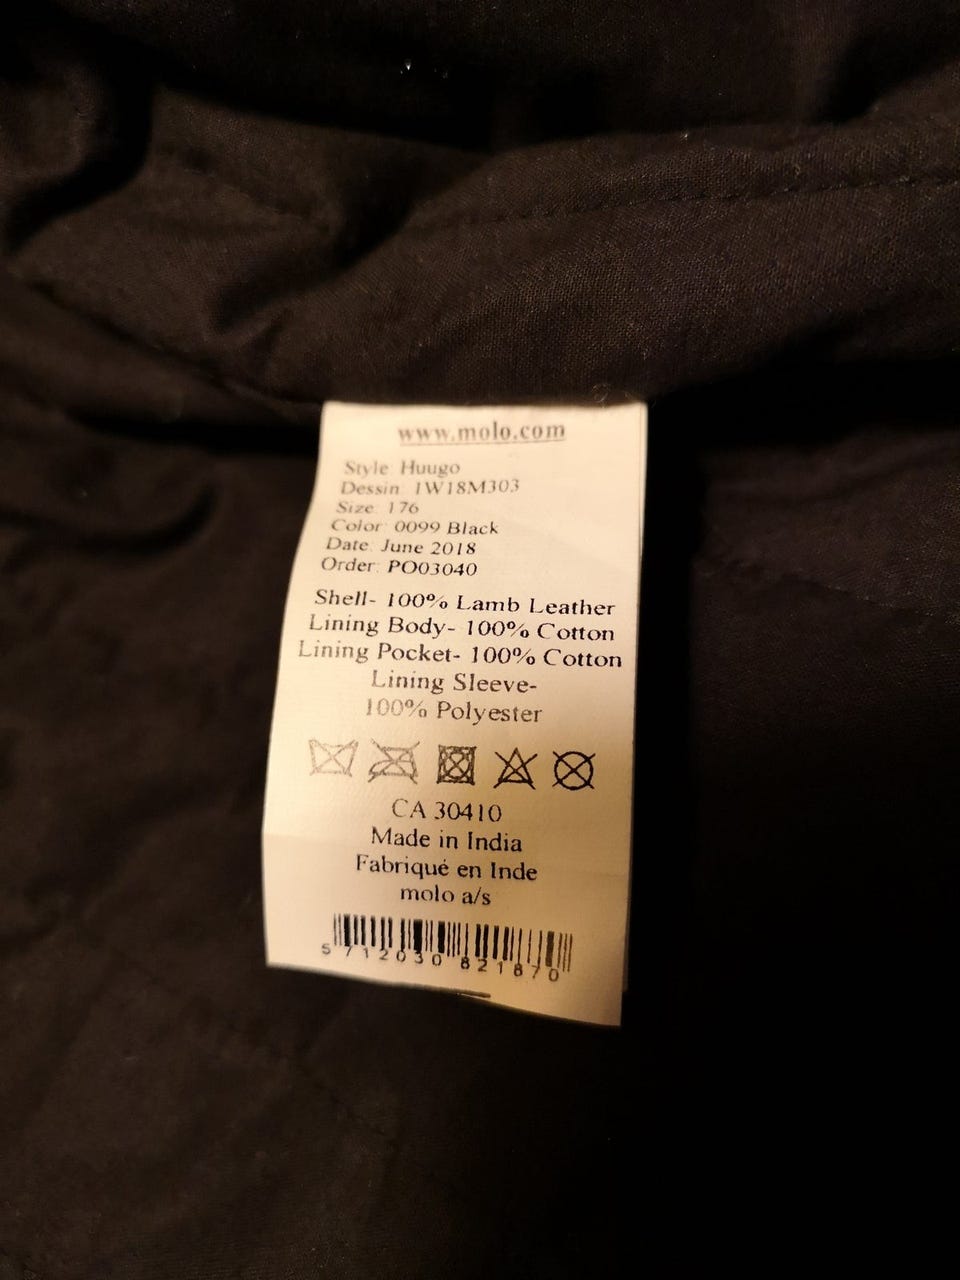 www.molo.com
Style: Huugo
Dessin: 1W18M303
Size: 176
Color: 0099 Black
Date: June 2018
Order: PO03040
Shell- 100% Lamb Leather
Lining Body- 100% Cotton
Lining Pocket- 100% Cotton
Lining Sleeve-
100% Polyester
CA 30410
Made in India
Fabriqué en Inde
molo a/s
5 712030 821870